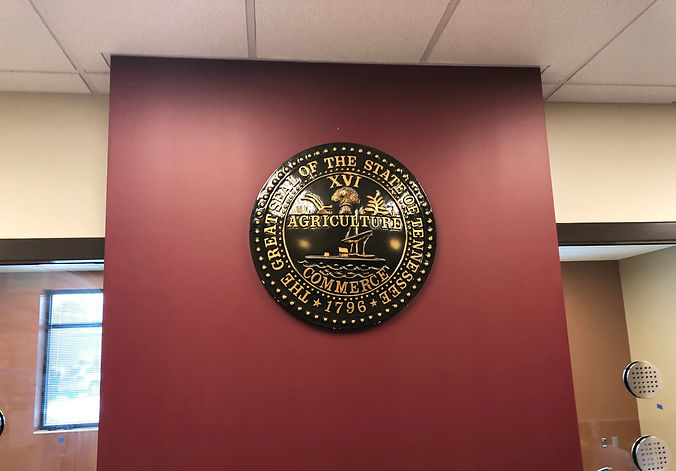 THE GREAT SEAL OF THE STATE OF TENNESSEE
XVI
AGRICULTURE
COMMERCE
1796